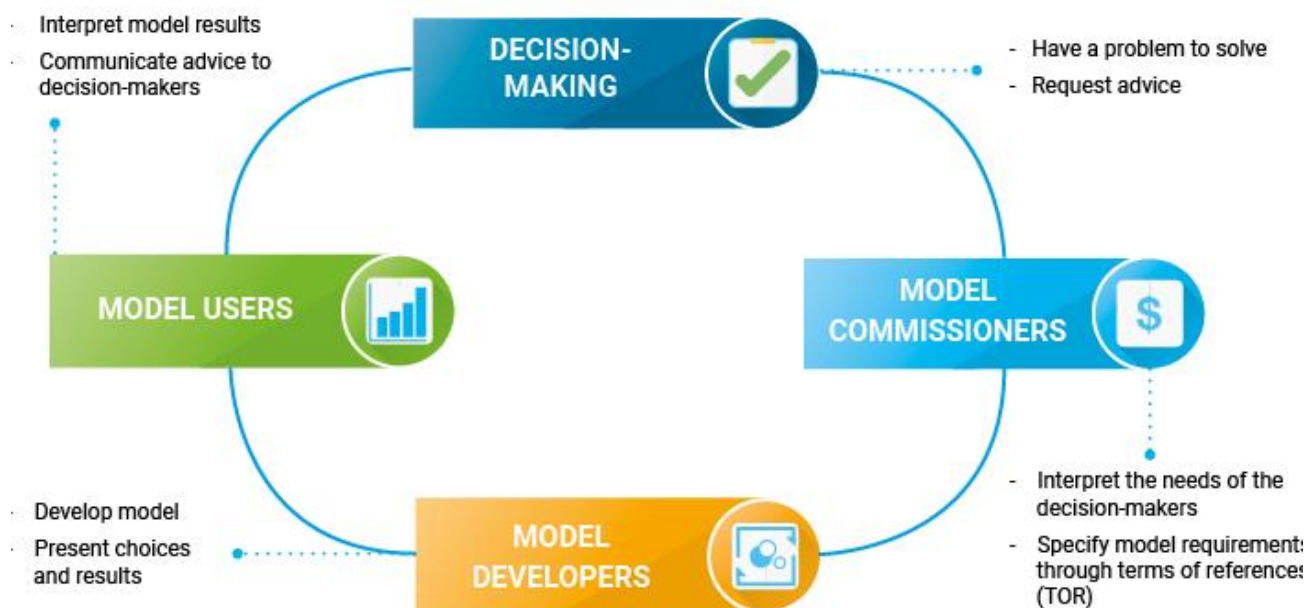 - Interpret model results
- Communicate advice to
decision-makers
DECISION-
MAKING
- Have a problem to solve
- Request advice
MODEL USERS
MODEL
COMMISSIONERS
$
- Develop model
- Present choices
and results
MODEL
DEVELOPERS
- Interpret the needs of the
decision-makers
- Specify model requirements
through terms of references
(TOR)